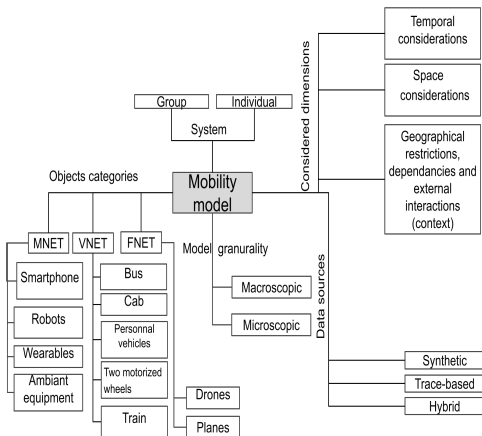 Temporal
considerations
Space
considerations
Geographical
restrictions,
dependancies and
external
interactions
(context)
Considered dimensions
Group
Individual
System
Objects categories
Mobility
model
MNET
VNET
FNET
Model granurality
Smartphone
Robots
Wearables
Ambiant
equipment
Bus
Cab
Personnal
vehicles
Two motorized
wheels
Train
Drones
Planes
Macroscopic
Microscopic
Data sources
Synthetic
Trace-based
Hybrid